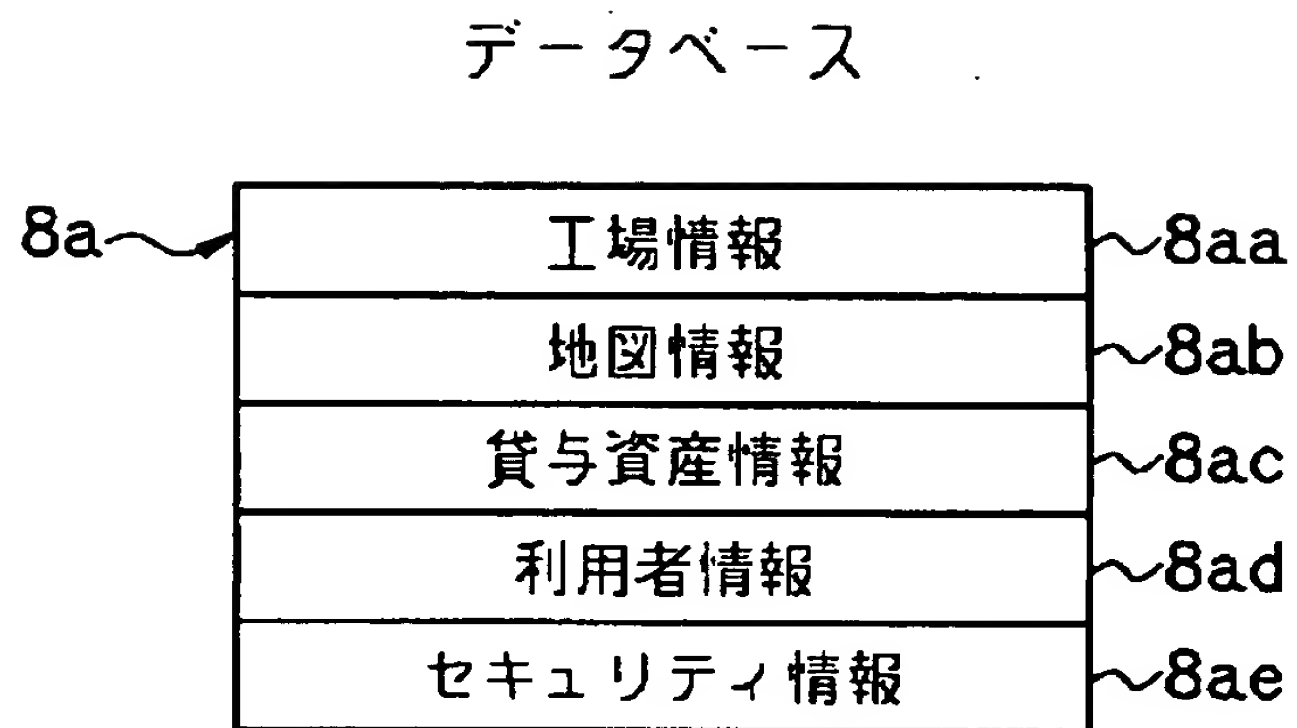 データベース
8a 工場情報 8aa
地図情報 8ab
貸与資産情報 8ac
利用者情報 8ad
セキュリティ情報 8ae